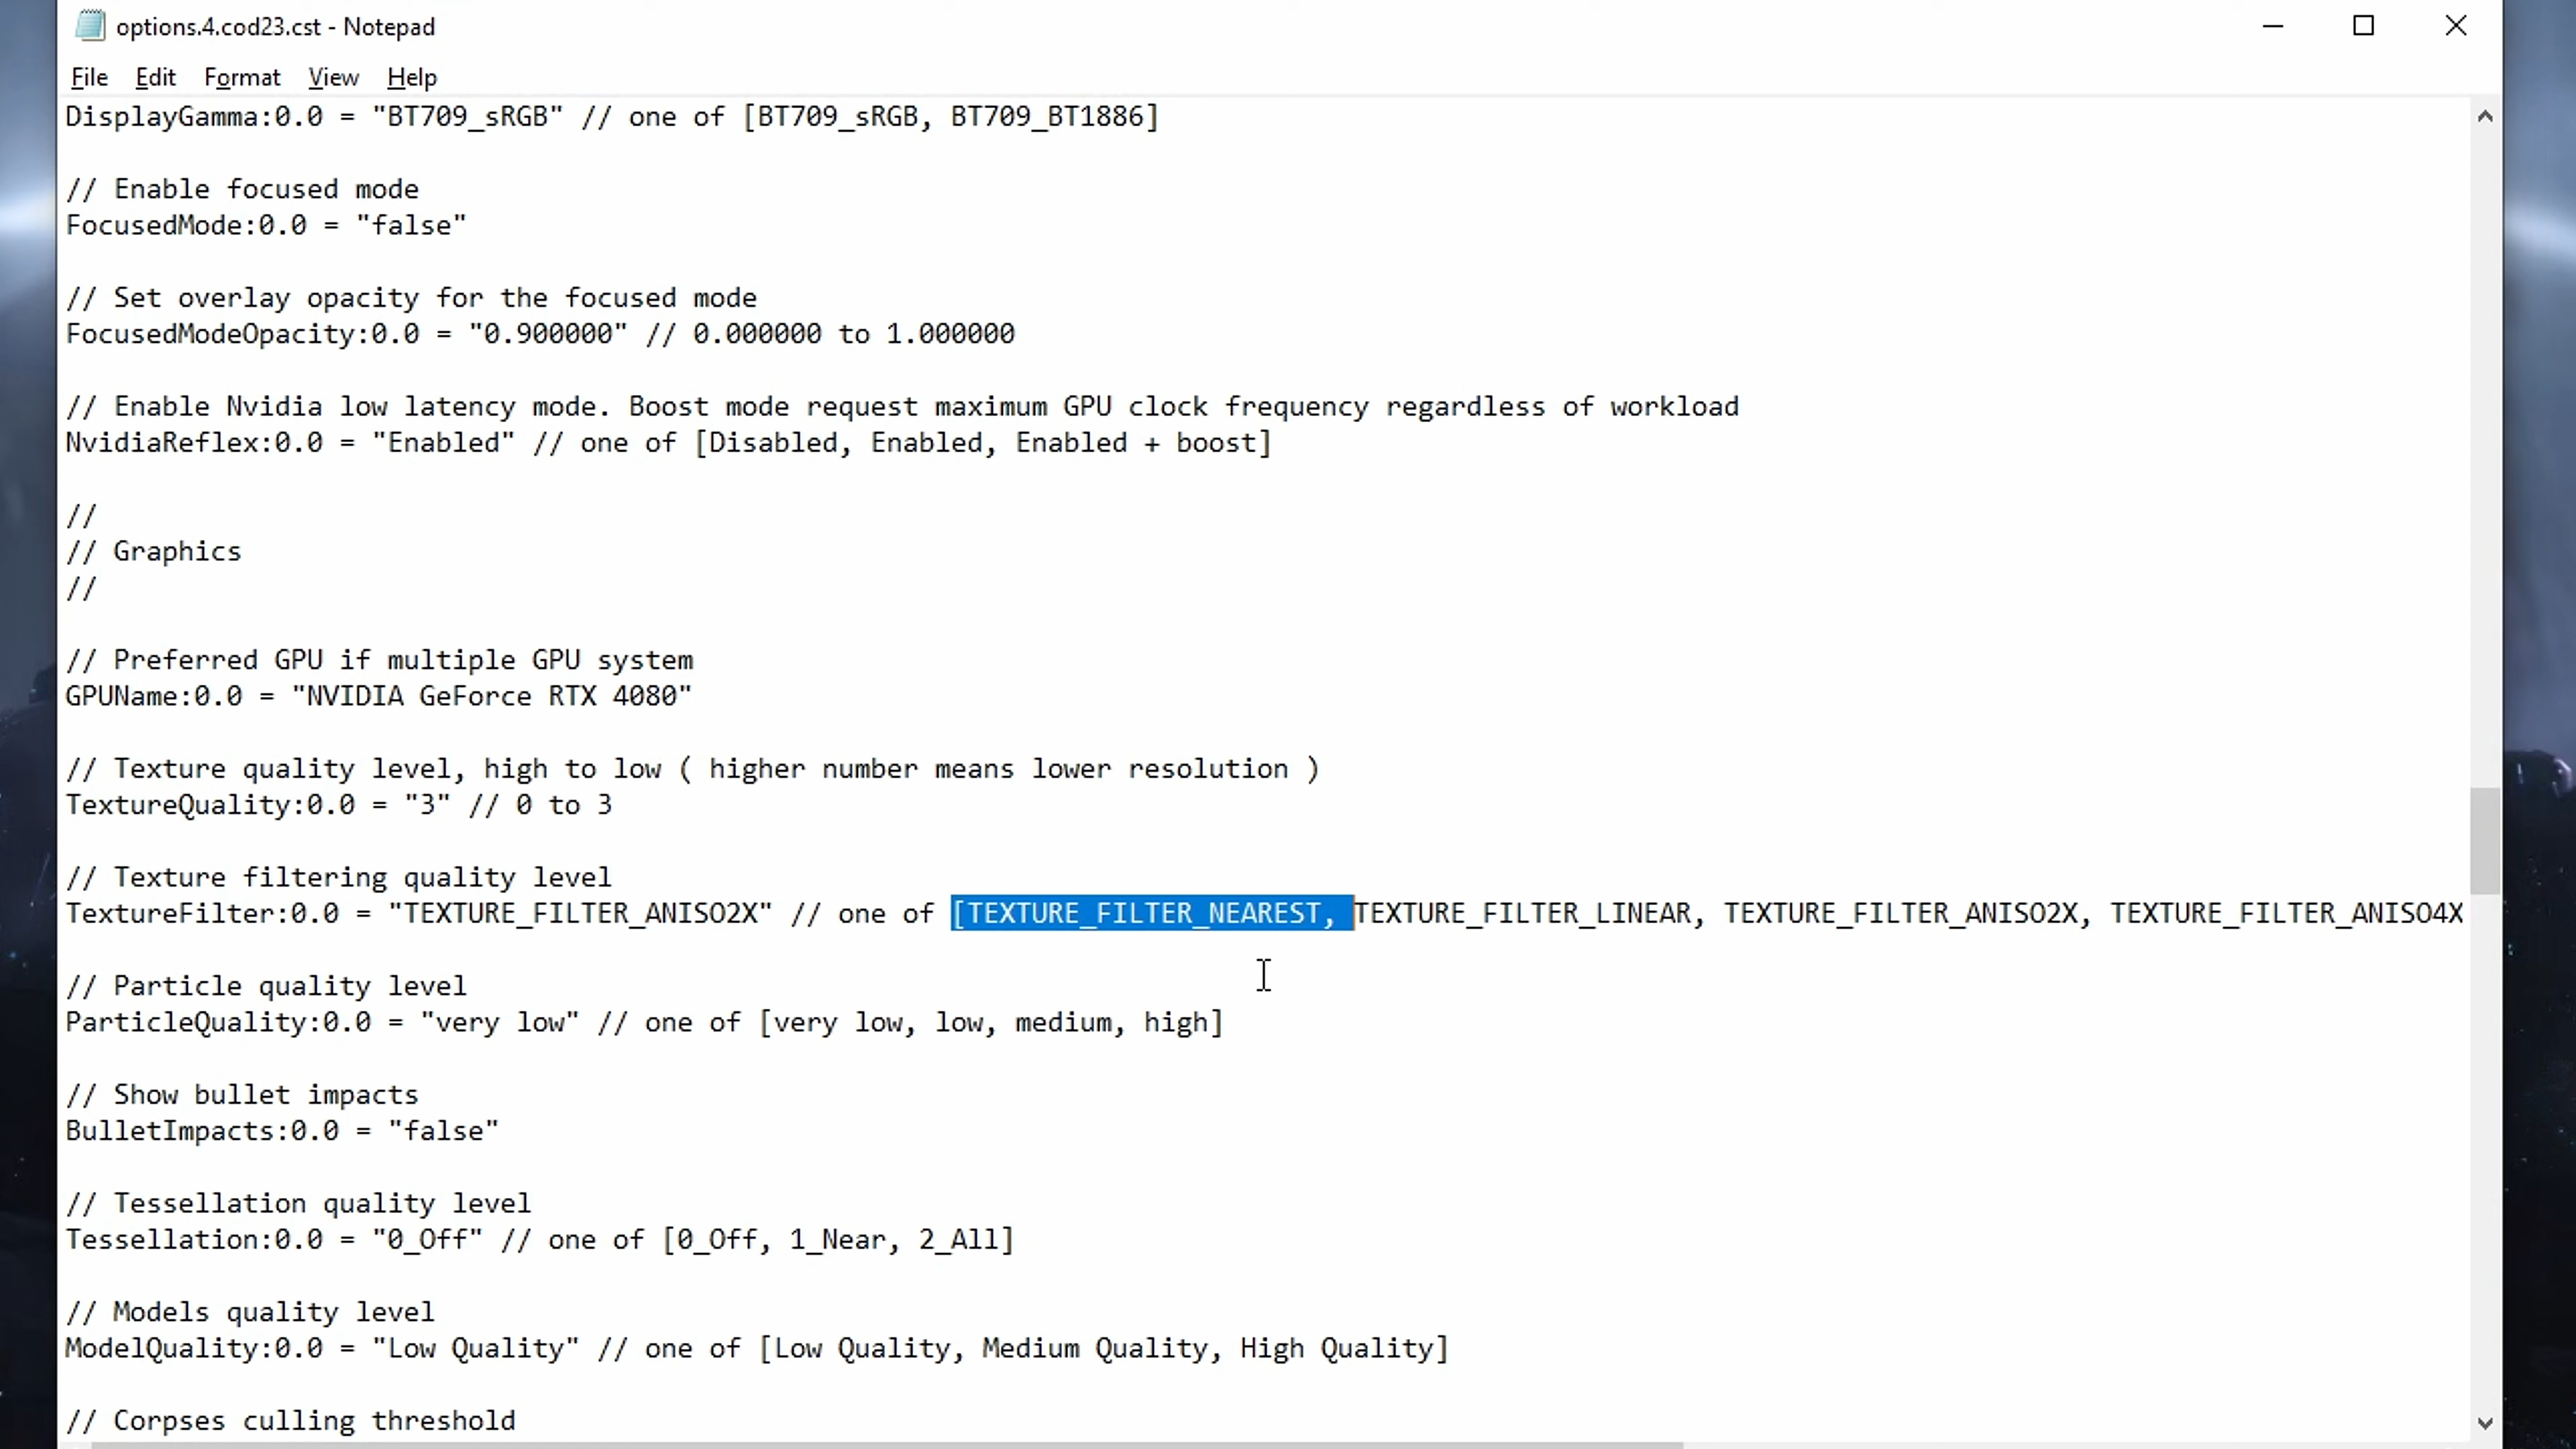 options.4.cod23.cst - Notepad
File Edit Format View Help
DisplayGamma:0.0 = "BT709_sRGB" // one of [BT709_sRGB, BT709_BT1886]
// Enable focused mode
FocusedMode:0.0 = "false"
// Set overlay opacity for the focused mode
FocusedModeOpacity:0.0 = "0.900000" // 0.000000 to 1.000000
// Enable Nvidia low latency mode. Boost mode request maximum GPU clock frequency regardless of workload
NvidiaReflex:0.0 = "Enabled" // one of [Disabled, Enabled, Enabled + boost]
//
// Graphics
//
// Preferred GPU if multiple GPU system
GPUName:0.0 = "NVIDIA GeForce RTX 4080"
// Texture quality level, high to low ( higher number means lower resolution )
TextureQuality:0.0 = "3" // 0 to 3
// Texture filtering quality level
TextureFilter:0.0 = "TEXTURE_FILTER_ANISO2X" // one of [TEXTURE_FILTER_NEAREST, TEXTURE_FILTER_LINEAR, TEXTURE_FILTER_ANISO2X, TEXTURE_FILTER_ANISO4X
// Particle quality level
ParticleQuality:0.0 = "very low" // one of [very low, low, medium, high]
// Show bullet impacts
BulletImpacts:0.0 = "false"
// Tessellation quality level
Tessellation:0.0 = "0_Off" // one of [0_Off, 1_Near, 2_All]
// Models quality level
ModelQuality:0.0 = "Low Quality" // one of [Low Quality, Medium Quality, High Quality]
// Corpses culling threshold